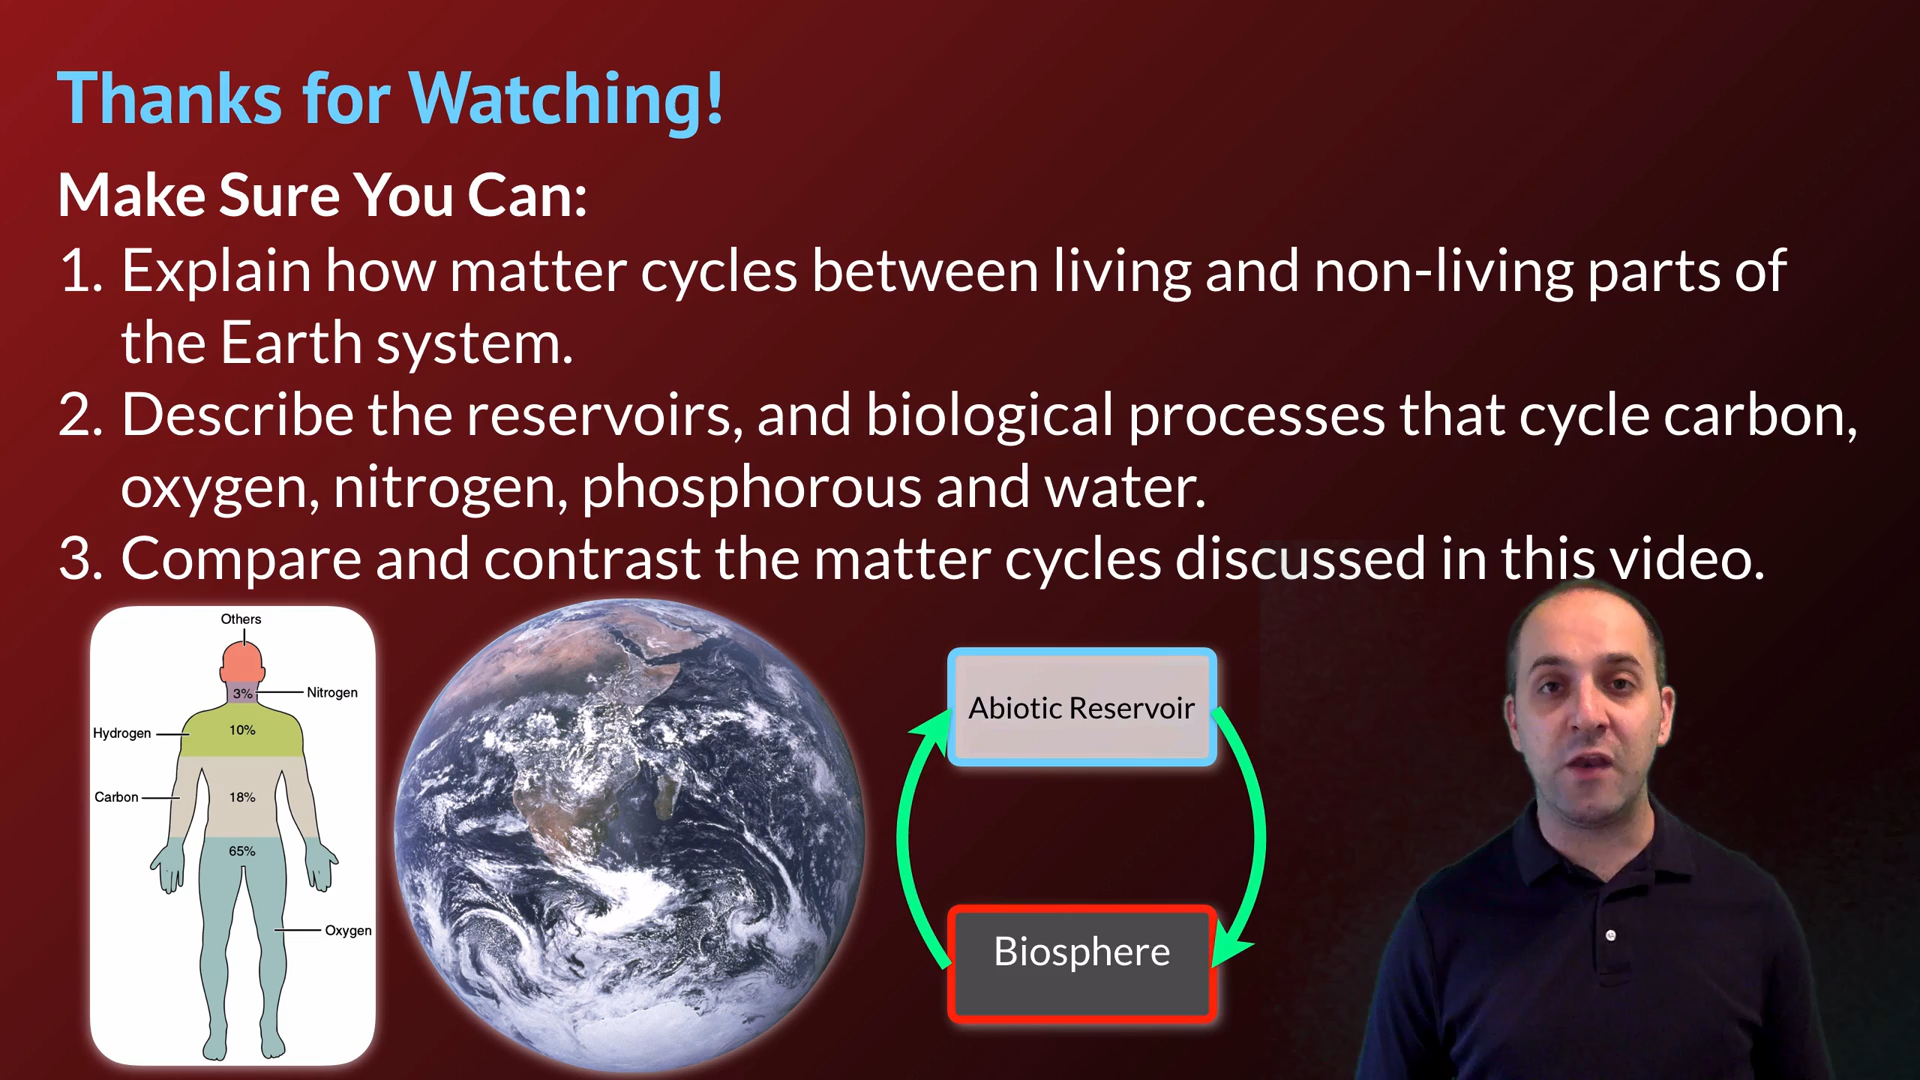 Thanks for Watching!
Make Sure You Can:
1. Explain how matter cycles between living and non-living parts of
the Earth system.
2. Describe the reservoirs, and biological processes that cycle carbon,
oxygen, nitrogen, phosphorous and water.
3. Compare and contrast the matter cycles discussed in this video.
Others
3%
Nitrogen
Hydrogen
10%
Carbon
18%
65%
Oxygen
Abiotic Reservoir
Biosphere